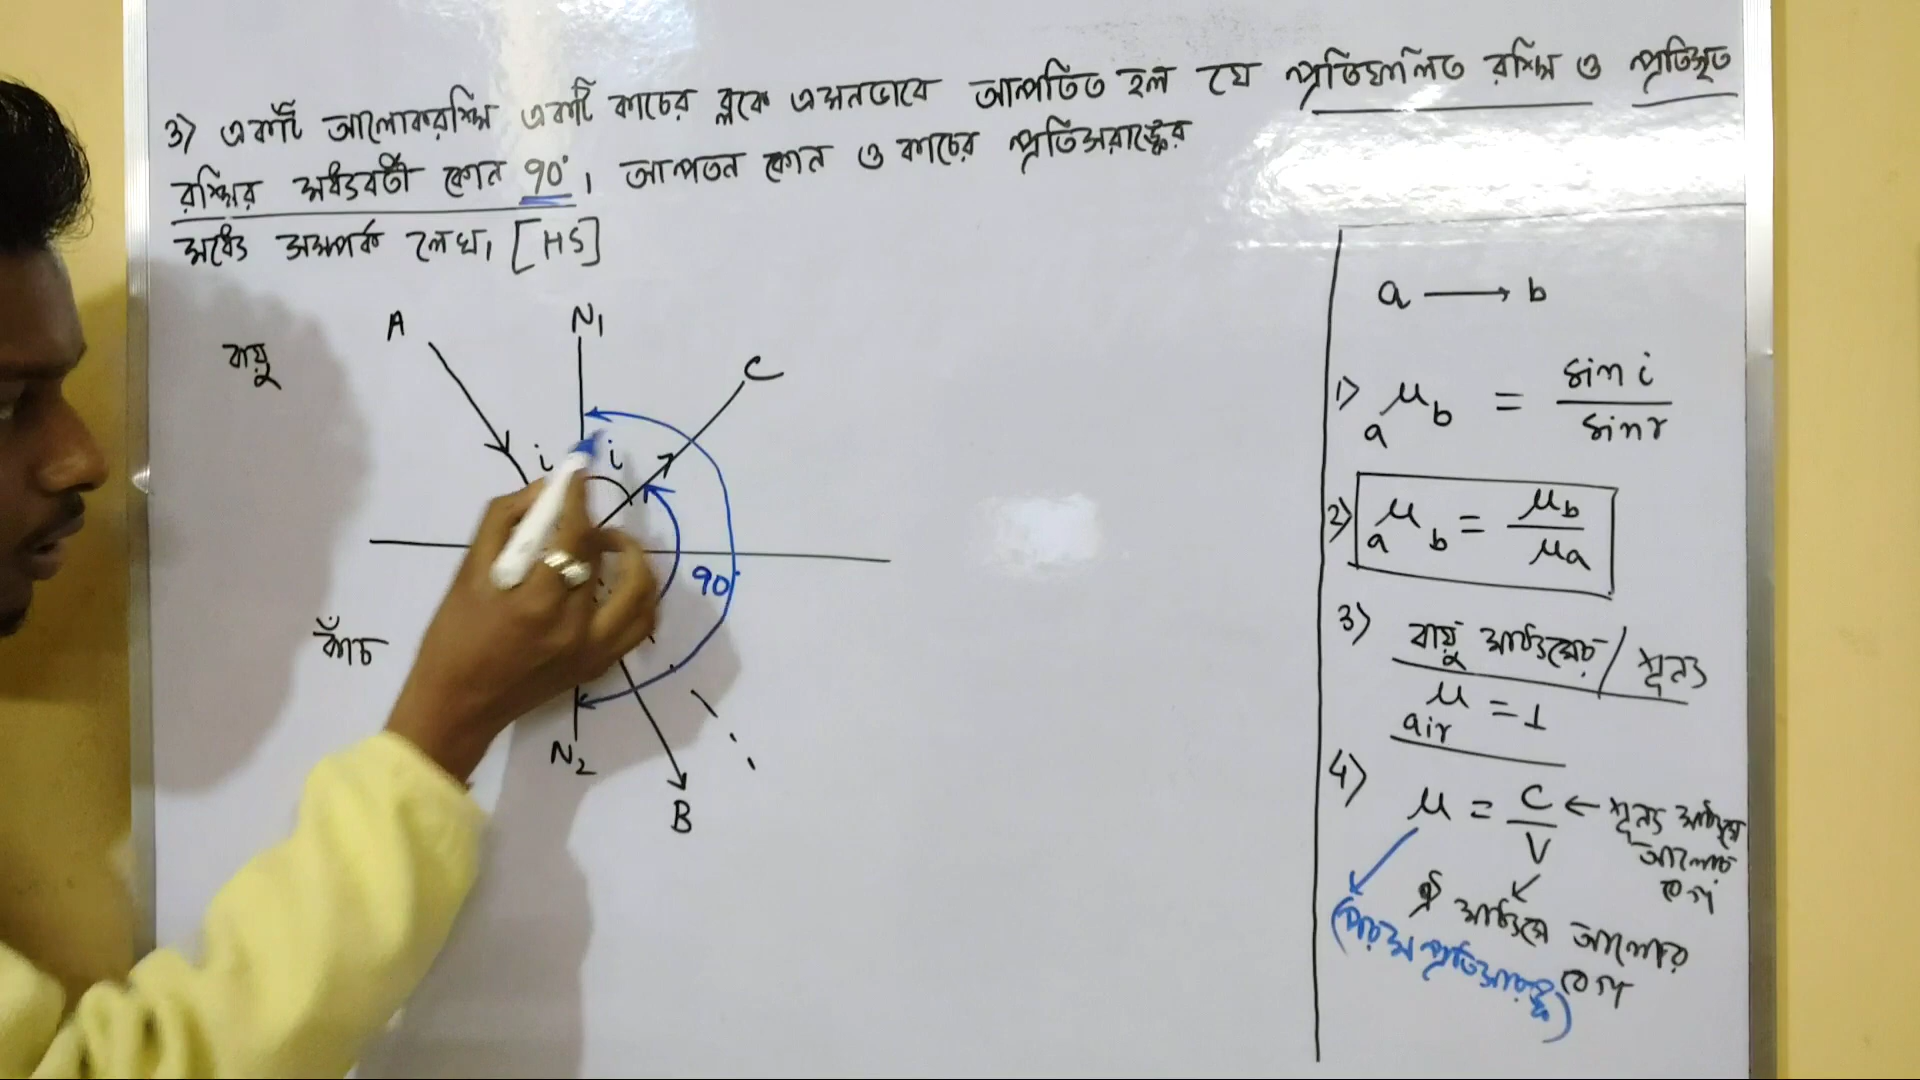 3) একটি আলোকরশ্মি একটি কাচের ব্লকে এমনভাবে আপতিত হল যে প্রতিফলিত রশ্মি ও প্রতিসৃত
রশ্মির মধ্যবর্তী কোন 90°। আপতন কোন ও কাচের প্রতিসরাঙ্কের
মধ্যে সম্পর্ক লেখ। [HS]
A
N1
C
বায়ু
i
i
90
কাঁচ
N2
B
a → b
1) aμb = sin i / sin r
2) aμb = μb / μa
3) বায়ু মাধ্যমে / শূন্য
μair = 1
4) μ = C / V ← শূন্য মাধ্যমে
আলোর
বেগ
ঐ মাধ্যমে আলোর
বেগ
(পরম প্রতিসরাঙ্ক)